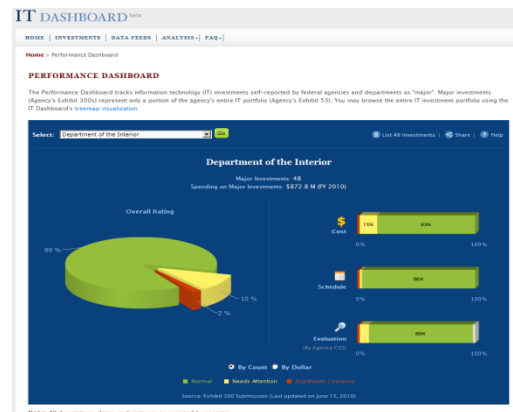 IT DASHBOARD beta
HOME | INVESTMENTS | DATA FEEDS | ANALYSIS | FAQ |
Home > Performance Dashboard
PERFORMANCE DASHBOARD
The Performance Dashboard tracks information technology (IT) investments self-reported by federal agencies and departments as "major". Major investments
(Agency's Exhibit 300s) represent only a portion of the agency's entire IT portfolio (Agency's Exhibit 53). You may browse the entire IT investment portfolio using the
IT Dashboard's treemap visualization.
Select: Department of the Interior Go
List All Investments | Share | Help
Department of the Interior
Major Investments: 48
Spending on Major Investments: $872.8 M (FY 2010)
Overall Rating
88 %
10 %
2 %
$
Cost
15%
83%
0% 100%
Schedule
96%
0% 100%
Evaluation
(By Agency CIO)
0% 100%
By Count By Dollar
Normal Needs Attention Significant Concerns
Source: Exhibit 300 Submission (Last updated on June 15, 2010)